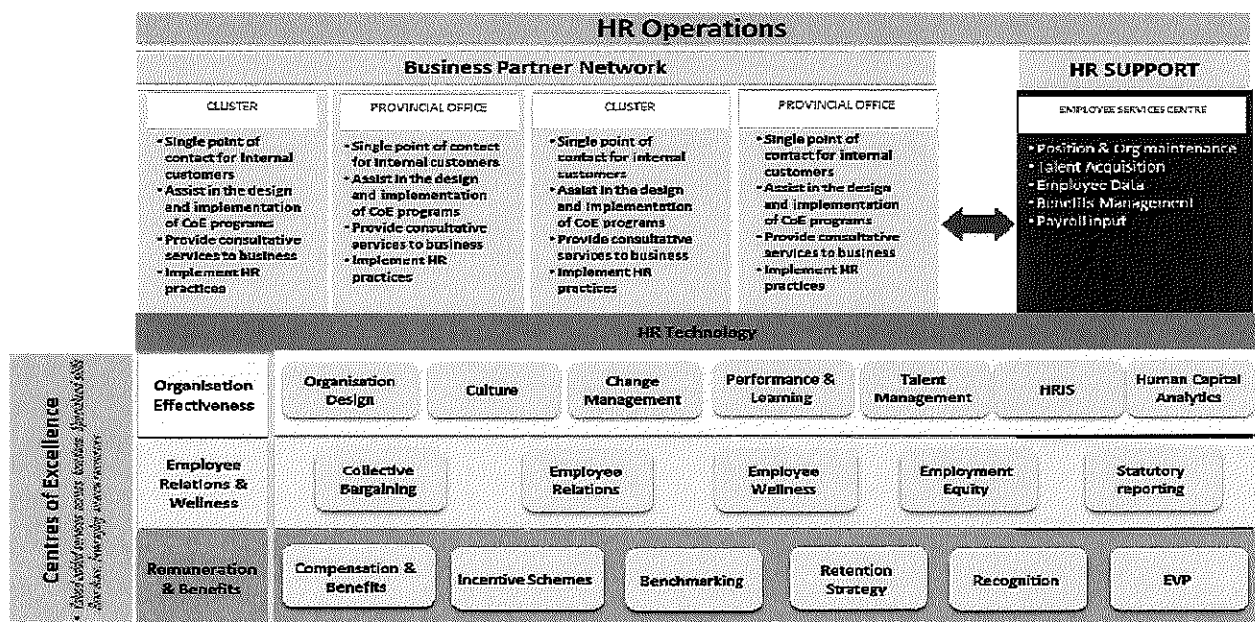 HR Operations
Business Partner Network
HR SUPPORT
CLUSTER
• Single point of
contact for Internal
customers
• Assist in the design
and implementation
of CoE programs
• Provide consultative
services to business
• Implement HR
practices
PROVINCIAL OFFICE
• Single point of contact
for Internal customers
• Assist in the design
and implementation
of CoE programs
• Provide consultative
services to business
• Implement HR
practices
CLUSTER
• Single point of
contact for internal
customers
• Assist in the design
and Implementation
of CoE programs
• Provide consultative
services to business
• Implement HR
practices
PROVINCIAL OFFICE
• Single point of
contact for internal
customers
• Assist in the design
and implementation
of CoE programs
• Provide consultative
services to business
• Implement HR
practices
EMPLOYEE SERVICES CENTRE
• Position & Org maintenance
• Talent Acquisition
• Employee Data
• Benefits Management
• Payroll input
HR Technology
Centres of Excellence
Organisation
Effectiveness
Organisation
Design
Culture
Change
Management
Performance &
Learning
Talent
Management
HRIS
Human Capital
Analytics
Employee
Relations &
Wellness
Collective
Bargaining
Employee
Relations
Employee
Wellness
Employment
Equity
Statutory
reporting
Remuneration
& Benefits
Compensation &
Benefits
Incentive Schemes
Benchmarking
Retention
Strategy
Recognition
EVP